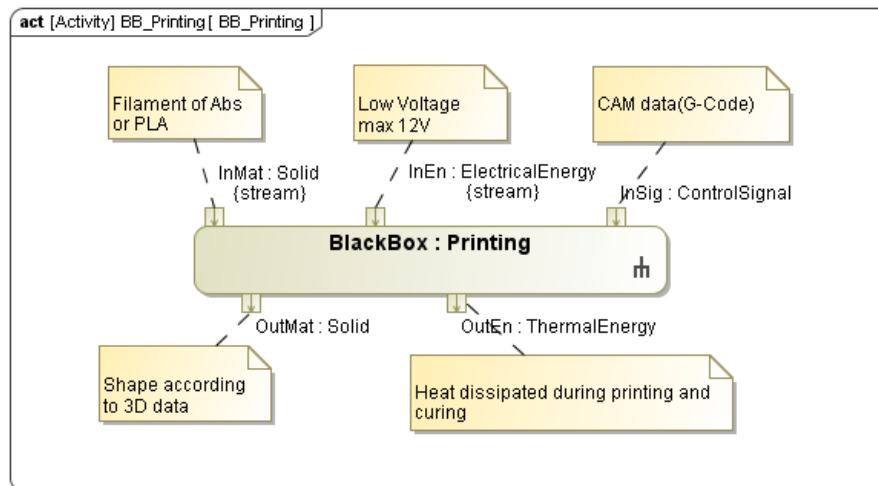 act [Activity] BB_Printing[ BB_Printing ]
Filament of Abs
or PLA
Low Voltage
max 12V
CAM data(G-Code)
InMat : Solid
{stream}
InEn : ElectricalEnergy
{stream}
InSig : ControlSignal
BlackBox : Printing
OutMat : Solid
OutEn : ThermalEnergy
Shape according
to 3D data
Heat dissipated during printing and
curing